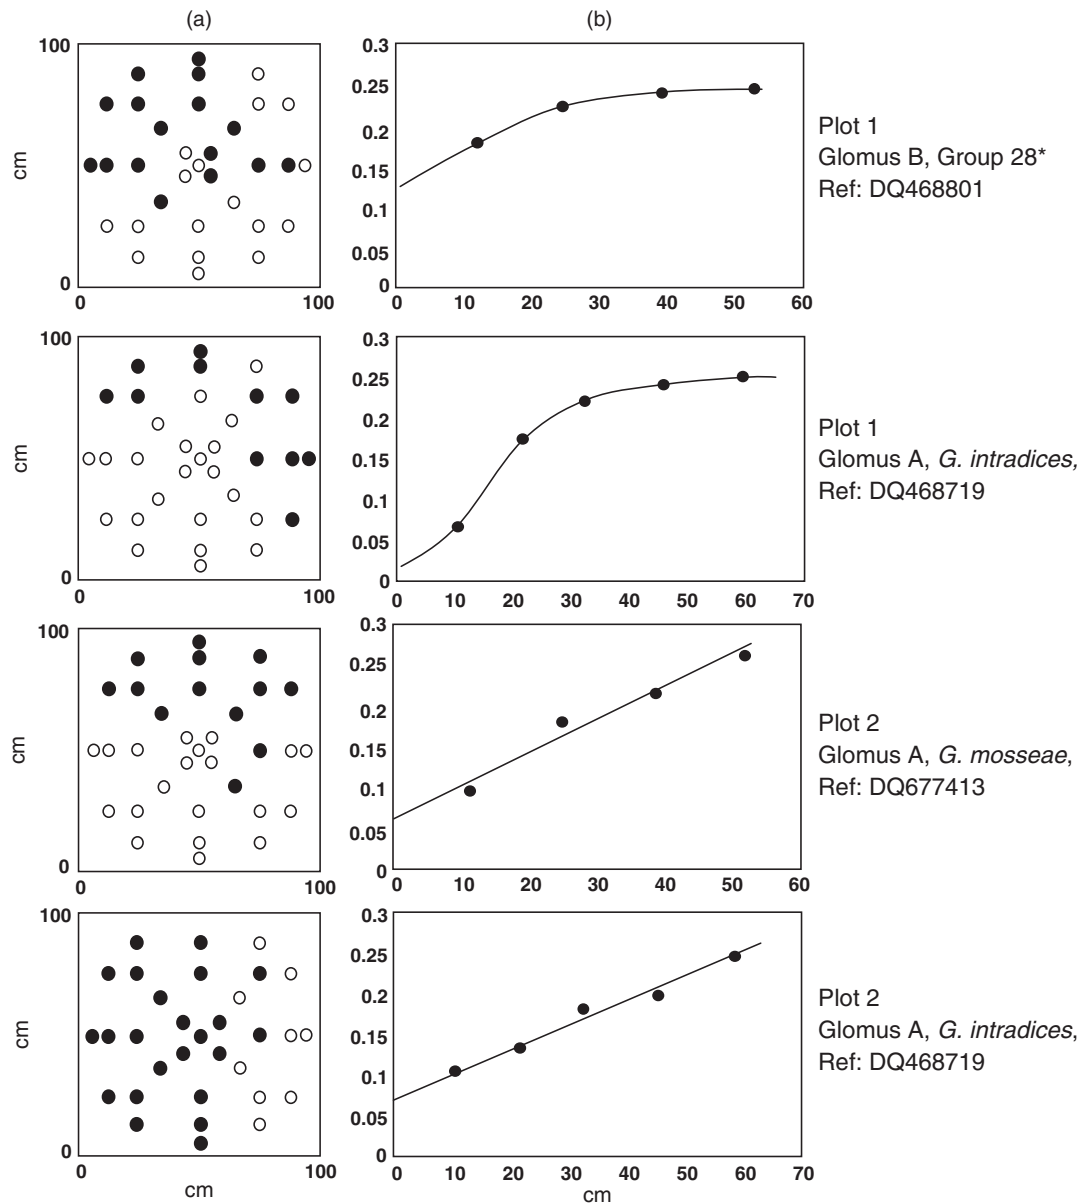 (a) (b)
100
cm
0
0 100
0.3
0.25
0.2
0.15
0.1
0.05
0
0 10 20 30 40 50 60
Plot 1
Glomus B, Group 28*
Ref: DQ468801
100
cm
0
0 100
0.3
0.25
0.2
0.15
0.1
0.05
0
0 10 20 30 40 50 60 70
Plot 1
Glomus A, G. intradices,
Ref: DQ468719
100
cm
0
0 100
0.3
0.25
0.2
0.15
0.1
0.05
0
0 10 20 30 40 50 60
Plot 2
Glomus A, G. mosseae,
Ref: DQ677413
100
cm
0
0 100
cm
0.3
0.25
0.2
0.15
0.1
0.05
0
0 10 20 30 40 50 60 70
cm
Plot 2
Glomus A, G. intradices,
Ref: DQ468719